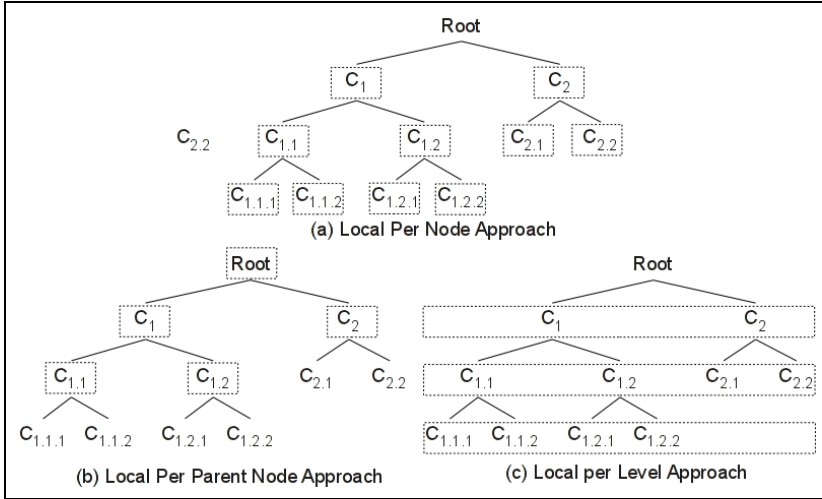 Root
C1 C2
C2.2 C1.1 C1.2 C2.1 C2.2
C1.1.1 C1.1.2 C1.2.1 C1.2.2
(a) Local Per Node Approach
Root
C1 C2
C1.1 C1.2 C2.1 C2.2
C1.1.1 C1.1.2 C1.2.1 C1.2.2
(b) Local Per Parent Node Approach
Root
C1 C2
C1.1 C1.2 C2.1 C2.2
C1.1.1 C1.1.2 C1.2.1 C1.2.2
(c) Local per Level Approach